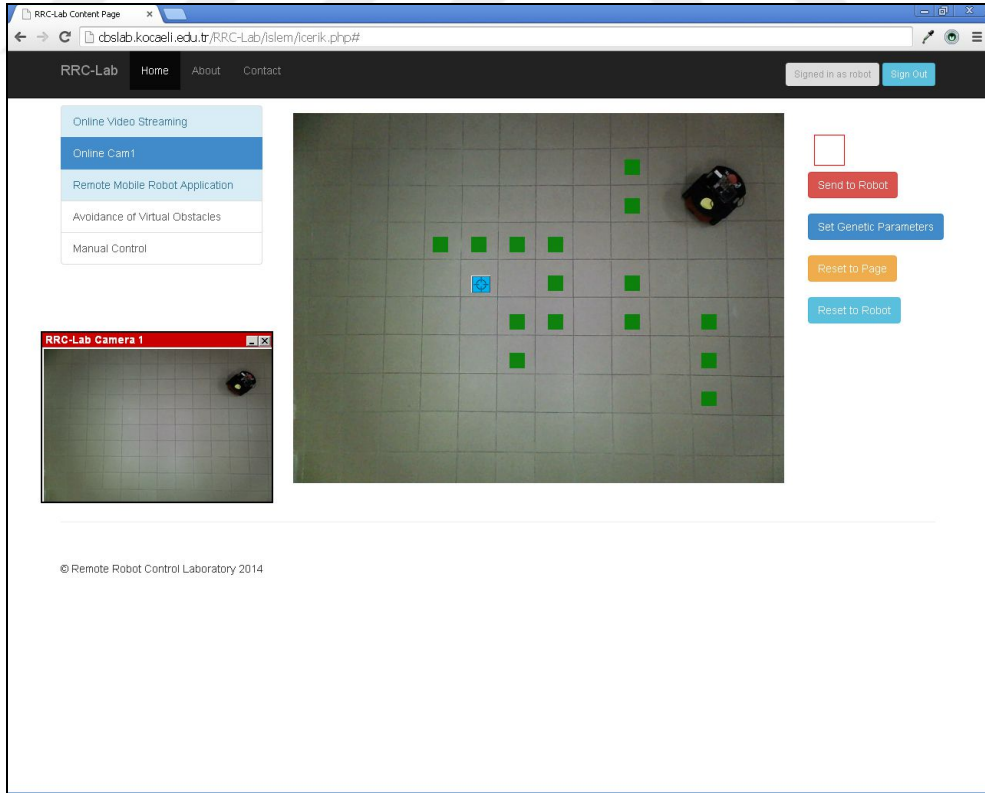 RRC-Lab Content Page
cbslab.kocaeli.edu.tr/RRC-Lab/islem/icerik.php#
RRC-Lab Home About Contact
Signed in as robot Sign Out
Online Video Streaming
Online Cam1
Remote Mobile Robot Application
Avoidance of Virtual Obstacles
Manual Control
Send to Robot
Set Genetic Parameters
Reset to Page
Reset to Robot
RRC-Lab Camera 1
© Remote Robot Control Laboratory 2014